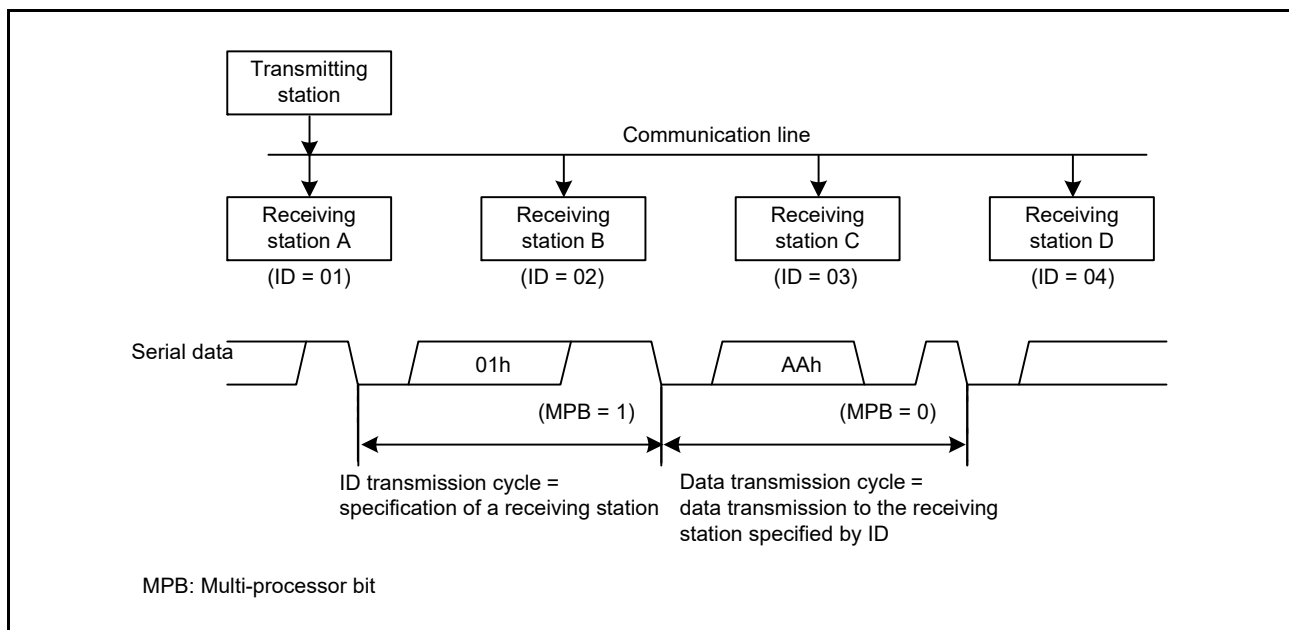 Transmitting
station
Communication line
Receiving
station A
(ID = 01)
Receiving
station B
(ID = 02)
Receiving
station C
(ID = 03)
Receiving
station D
(ID = 04)
Serial data
01h
AAh
(MPB = 1)
(MPB = 0)
ID transmission cycle =
specification of a receiving station
Data transmission cycle =
data transmission to the receiving
station specified by ID
MPB: Multi-processor bit